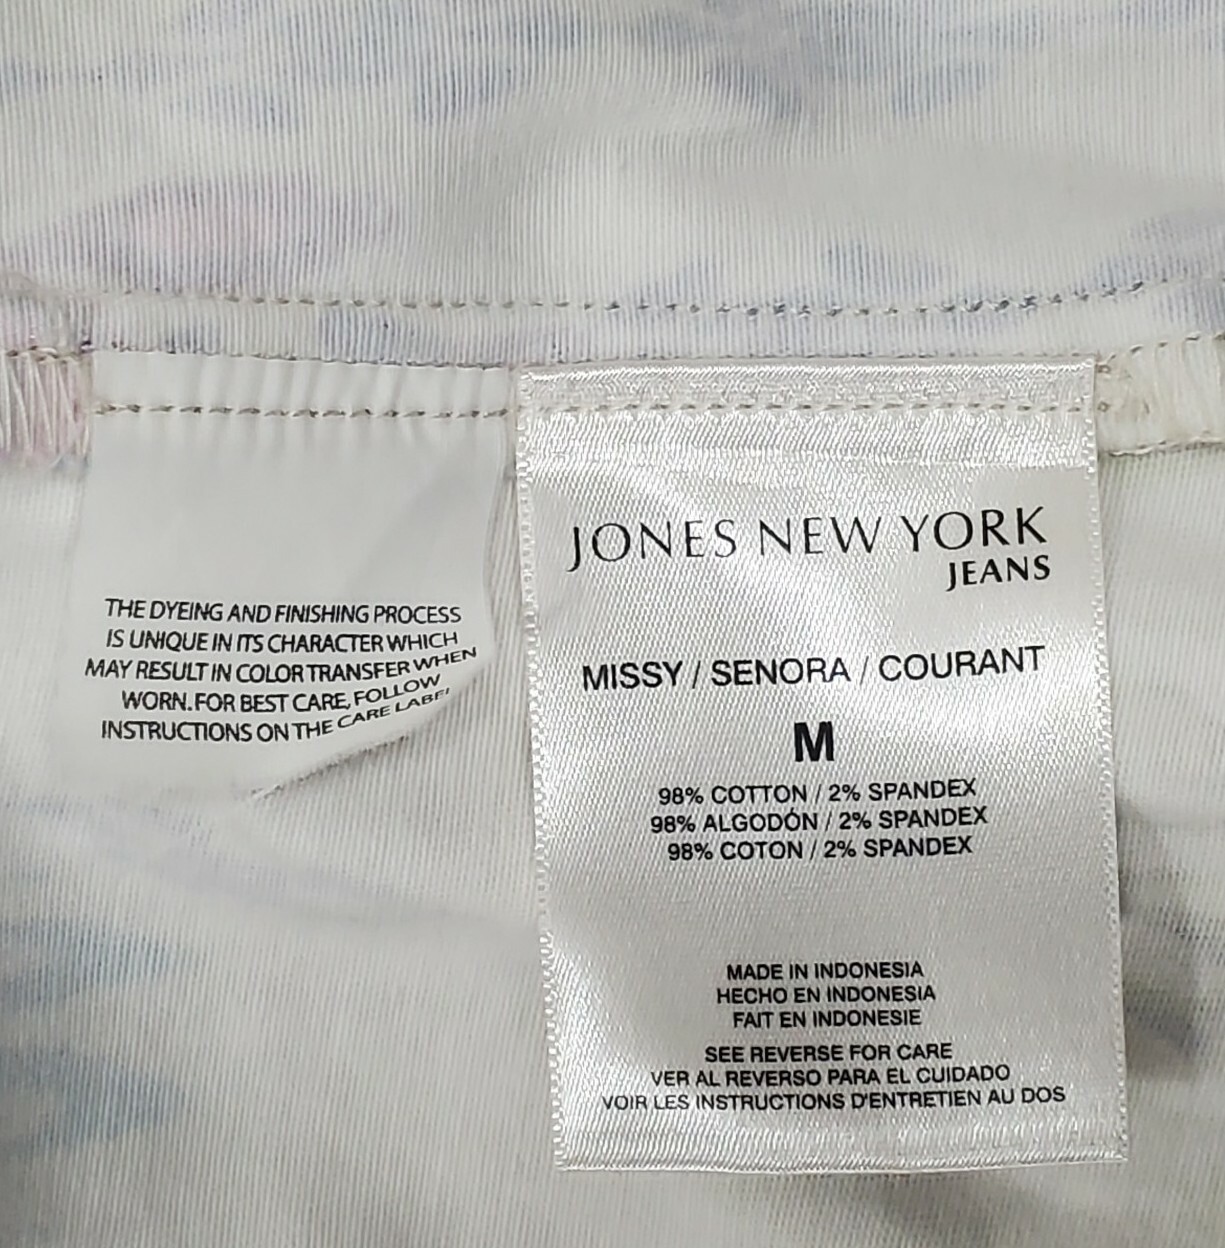 THE DYEING AND FINISHING PROCESS
IS UNIQUE IN ITS CHARACTER WHICH
MAY RESULT IN COLOR TRANSFER WHEN
WORN. FOR BEST CARE, FOLLOW
INSTRUCTIONS ON THE CARE LABEL
JONES NEW YORK
JEANS
MISSY / SENORA / COURANT
M
98% COTTON / 2% SPANDEX
98% ALGODÓN / 2% SPANDEX
98% COTON / 2% SPANDEX
MADE IN INDONESIA
HECHO EN INDONESIA
FAIT EN INDONESIE
SEE REVERSE FOR CARE
VER AL REVERSO PARA EL CUIDADO
VOIR LES INSTRUCTIONS D'ENTRETIEN AU DOS